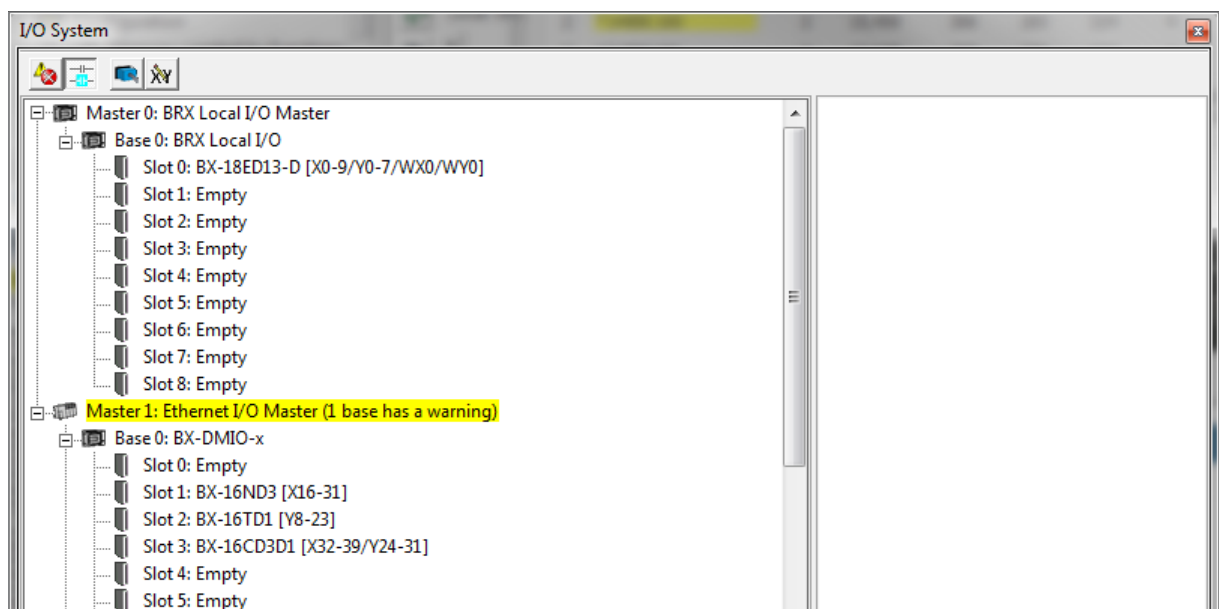 I/O System
Master 0: BRX Local I/O Master
Base 0: BRX Local I/O
Slot 0: BX-18ED13-D [X0-9/Y0-7/WX0/WY0]
Slot 1: Empty
Slot 2: Empty
Slot 3: Empty
Slot 4: Empty
Slot 5: Empty
Slot 6: Empty
Slot 7: Empty
Slot 8: Empty
Master 1: Ethernet I/O Master (1 base has a warning)
Base 0: BX-DMIO-x
Slot 0: Empty
Slot 1: BX-16ND3 [X16-31]
Slot 2: BX-16TD1 [Y8-23]
Slot 3: BX-16CD3D1 [X32-39/Y24-31]
Slot 4: Empty
Slot 5: Empty